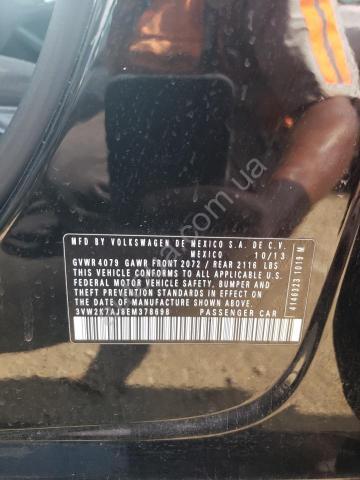 MFD BY VOLKSWAGEN DE MEXICO S.A. DE C.V.
MEXICO 10/13
GVWR 4079 GAWR FRONT 2072 / REAR 2116 LBS
THIS VEHICLE CONFORMS TO ALL APPLICABLE U.S.
FEDERAL MOTOR VEHICLE SAFETY, BUMPER AND
THEFT PREVENTION STANDARDS IN EFFECT ON THE
DATE OF MANUFACTURE SHOWN ABOVE.
3VW2K7AJ8EM378698 PASSENGER CAR
4140323 1019 M